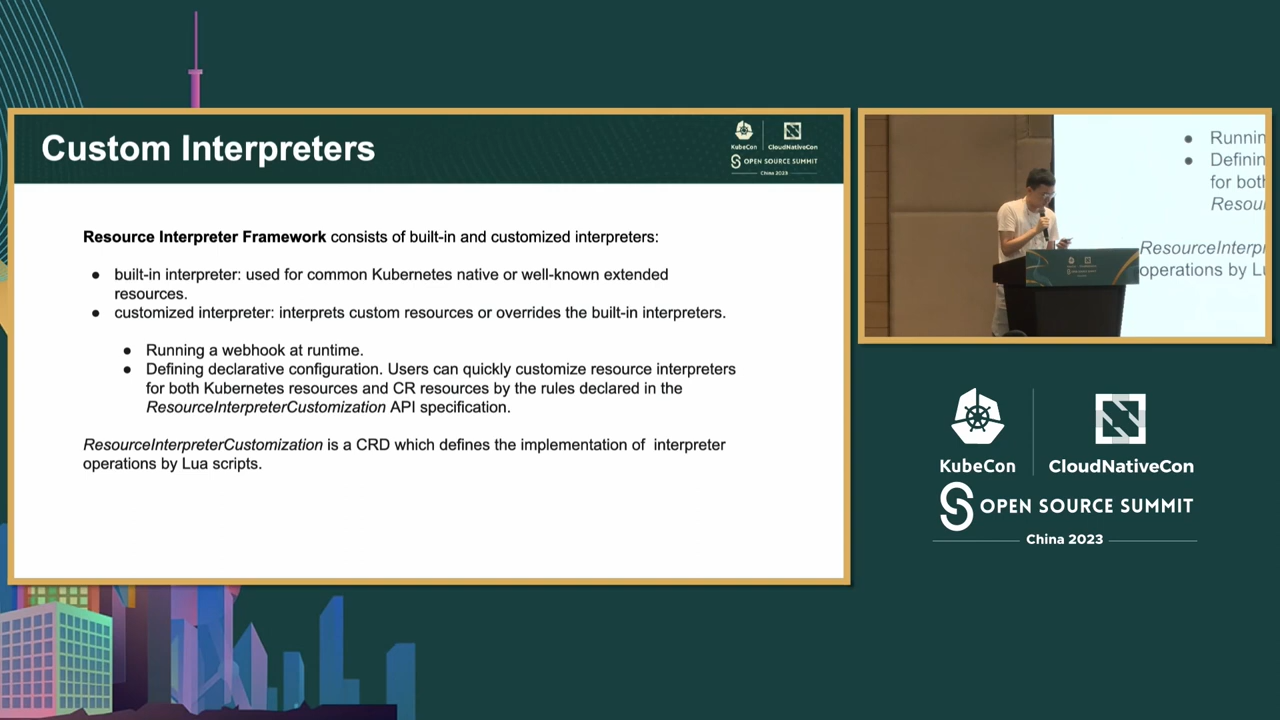 Custom Interpreters
KubeCon
CloudNativeCon
OPEN SOURCE SUMMIT
China 2023
Resource Interpreter Framework consists of built-in and customized interpreters:
● built-in interpreter: used for common Kubernetes native or well-known extended
resources.
● customized interpreter: interprets custom resources or overrides the built-in interpreters.
● Running a webhook at runtime.
● Defining declarative configuration. Users can quickly customize resource interpreters
for both Kubernetes resources and CR resources by the rules declared in the
ResourceInterpreterCustomization API specification.
ResourceInterpreterCustomization is a CRD which defines the implementation of interpreter
operations by Lua scripts.
● Runnin
● Definin
for both
Resour
ResourceInterpr
operations by Lu
KubeCon
CloudNativeCon
OPEN SOURCE SUMMIT
China 2023